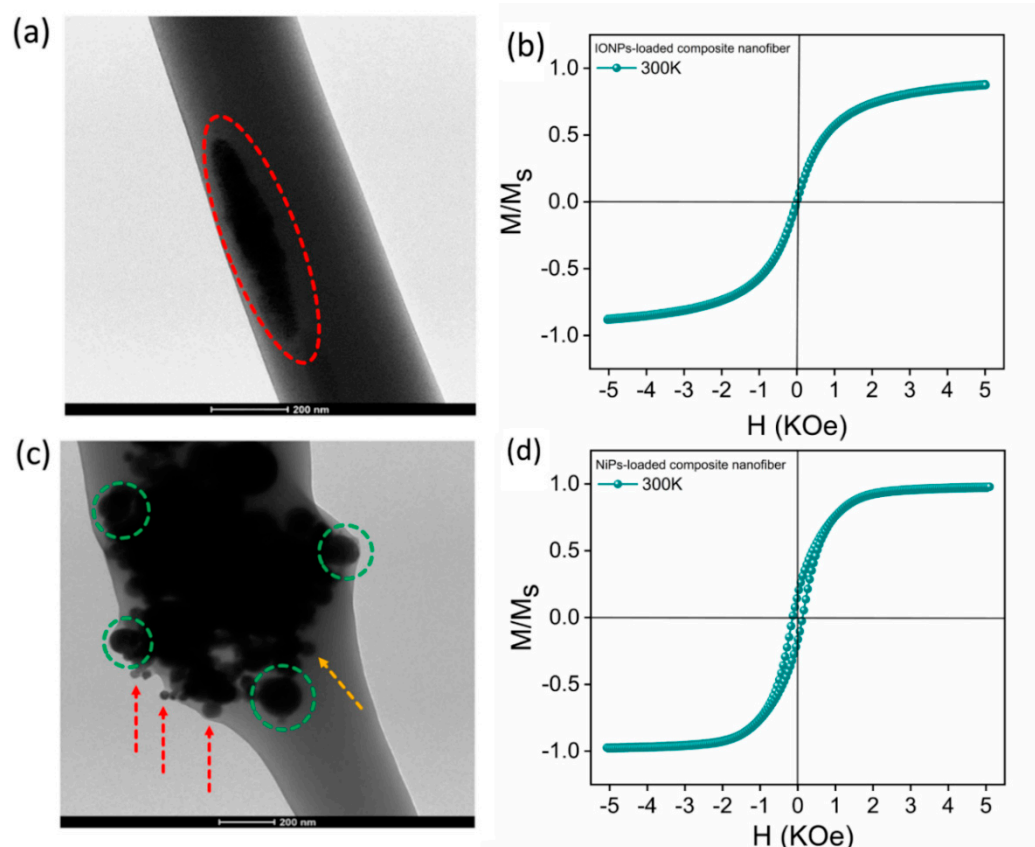 (a)
200 nm
(b)
IONPs-loaded composite nanofiber
300K
1.0
0.5
0.0
-0.5
-1.0
M/Ms
-5 -4 -3 -2 -1 0 1 2 3 4 5
H (KOe)
(c)
200 nm
(d)
NiPs-loaded composite nanofiber
300K
1.0
0.5
0.0
-0.5
-1.0
M/Ms
-5 -4 -3 -2 -1 0 1 2 3 4 5
H (KOe)